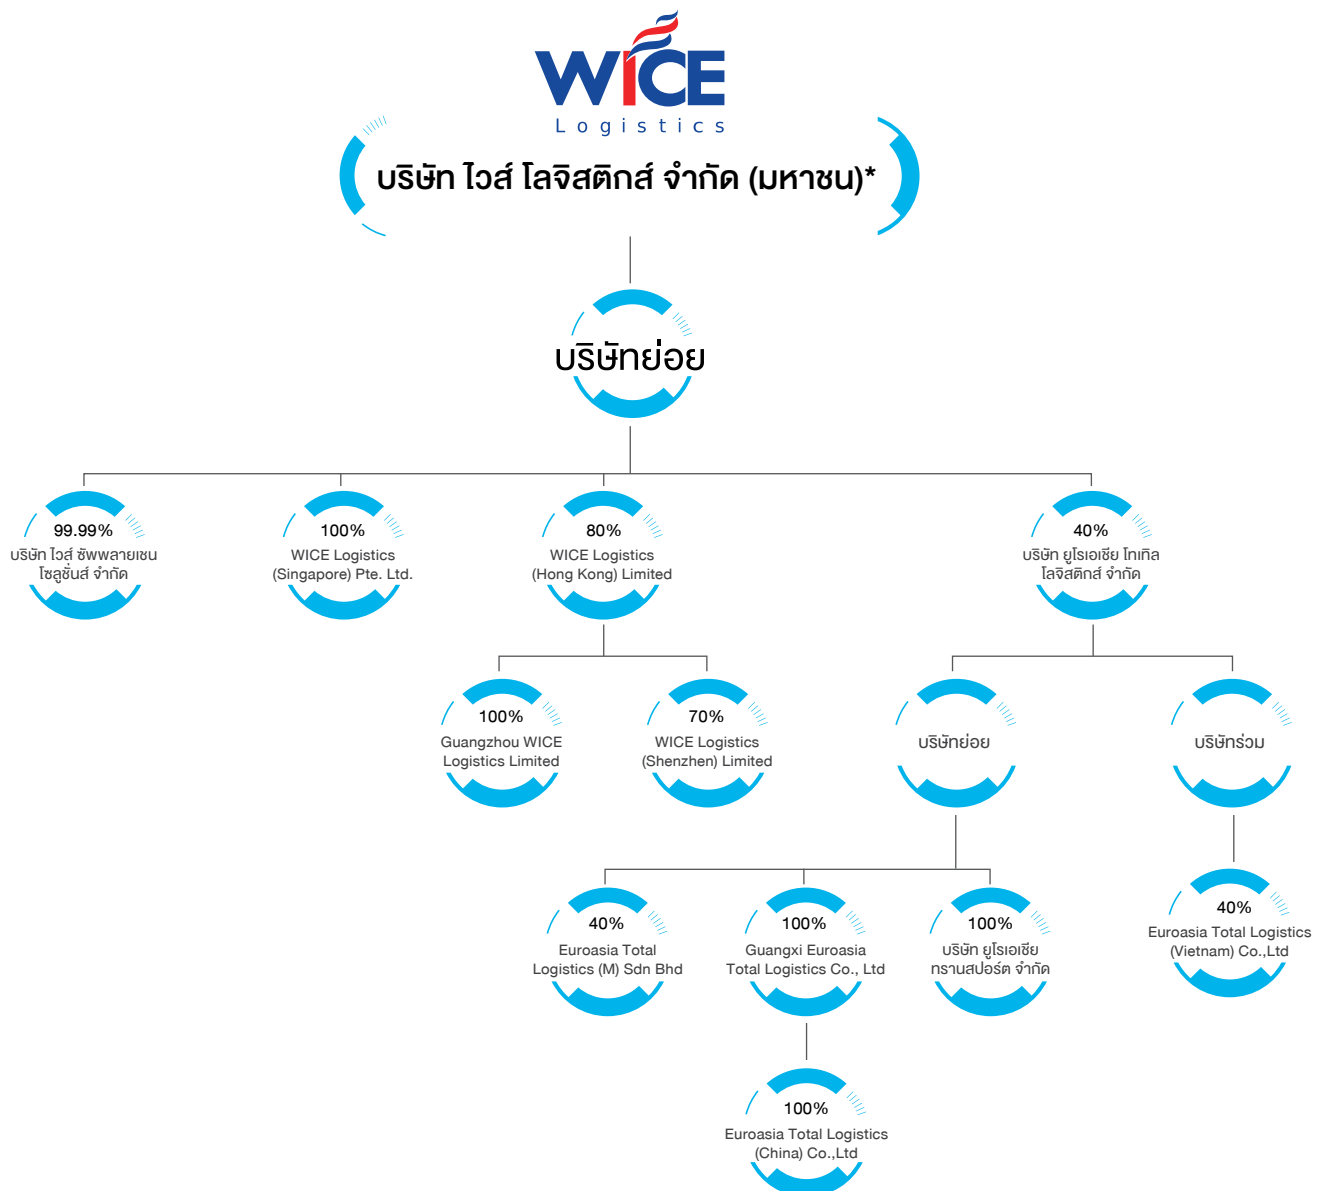 WICE
Logistics
บริษัท ไวส์ โลจิสติกส์ จำกัด (มหาชน)*
บริษัทย่อย
99.99%
บริษัท ไวส์ ซัพพลายเชน
โซลูชั่นส์ จำกัด
100%
WICE Logistics
(Singapore) Pte. Ltd.
80%
WICE Logistics
(Hong Kong) Limited
40%
บริษัท ยูโรเอเชีย โทเทิล
โลจิสติกส์ จำกัด
100%
Guangzhou WICE
Logistics Limited
70%
WICE Logistics
(Shenzhen) Limited
บริษัทย่อย
บริษัทร่วม
40%
Euroasia Total
Logistics (M) Sdn Bhd
100%
Guangxi Euroasia
Total Logistics Co., Ltd
100%
บริษัท ยูโรเอเชีย
ทรานสปอร์ต จำกัด
40%
Euroasia Total Logistics
(Vietnam) Co.,Ltd
100%
Euroasia Total Logistics
(China) Co.,Ltd